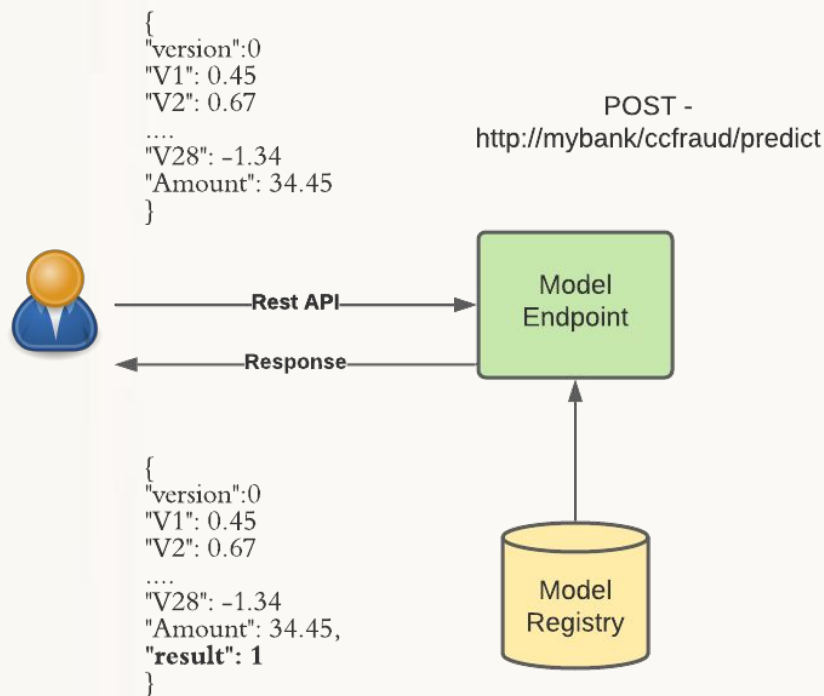 {
"version":0
"V1": 0.45
"V2": 0.67
....
"V28": -1.34
"Amount": 34.45
}
POST -
http://mybank/ccfraud/predict
Model
Endpoint
Rest API
Response
{
"version":0
"V1": 0.45
"V2": 0.67
....
"V28": -1.34
"Amount": 34.45,
"result": 1
}
Model
Registry